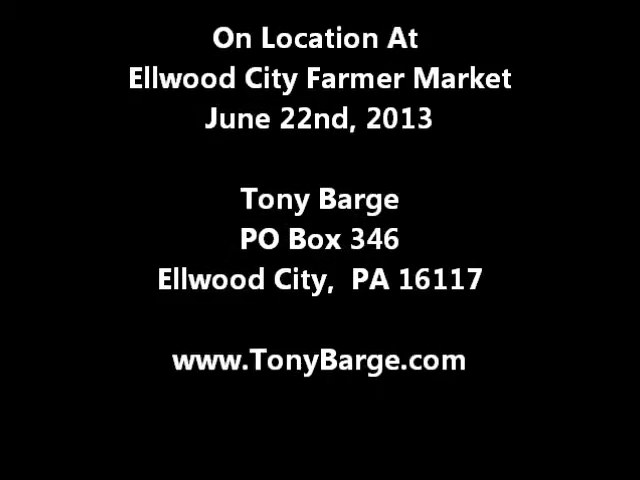 On Location At
Ellwood City Farmer Market
June 22nd, 2013
Tony Barge
PO Box 346
Ellwood City,  PA 16117
www.TonyBarge.com